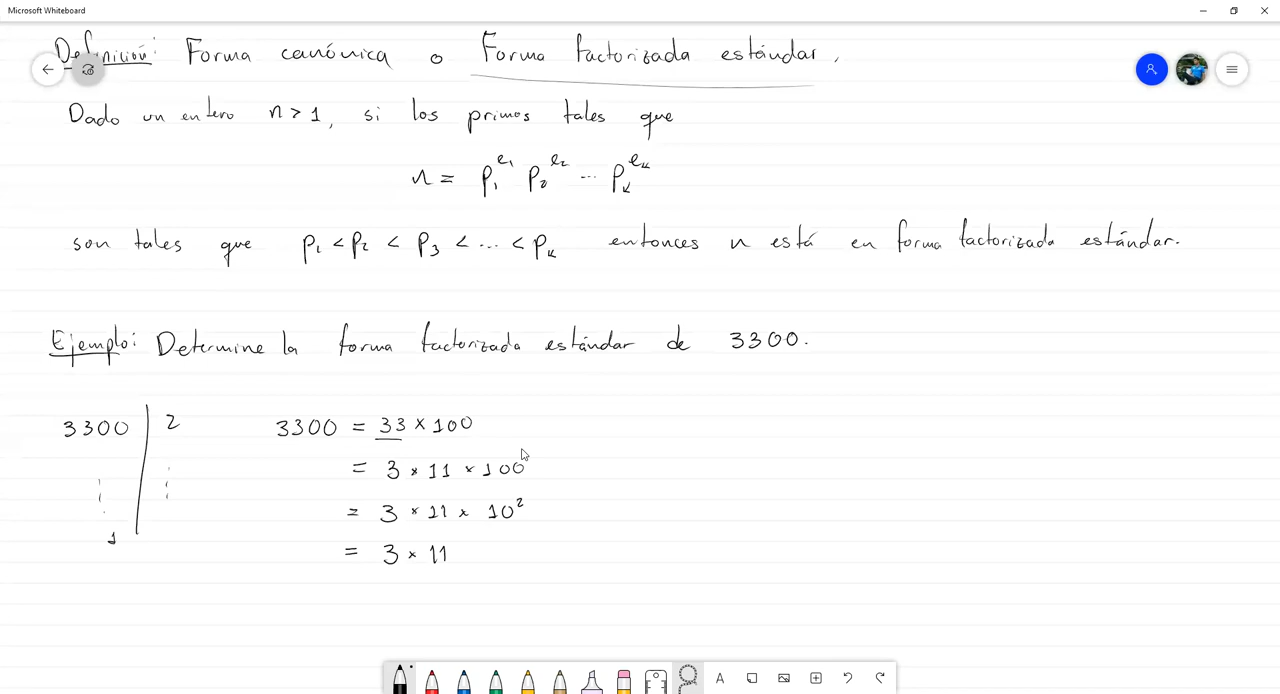 Microsoft Whiteboard
Definición: Forma canónica o Forma factorizada estándar.
Dado un entero n > 1, si los primos tales que
n = p₁^e₁ p₂^e₂ ... pₖ^eₖ
son tales que p₁ < p₂ < p₃ < ... < pₖ entonces n está en forma factorizada estándar.
Ejemplo: Determine la forma factorizada estándar de 3300.
3300 | 2
1
3300 = 33 × 100
= 3 × 11 × 100
= 3 × 11 × 10²
= 3 × 11